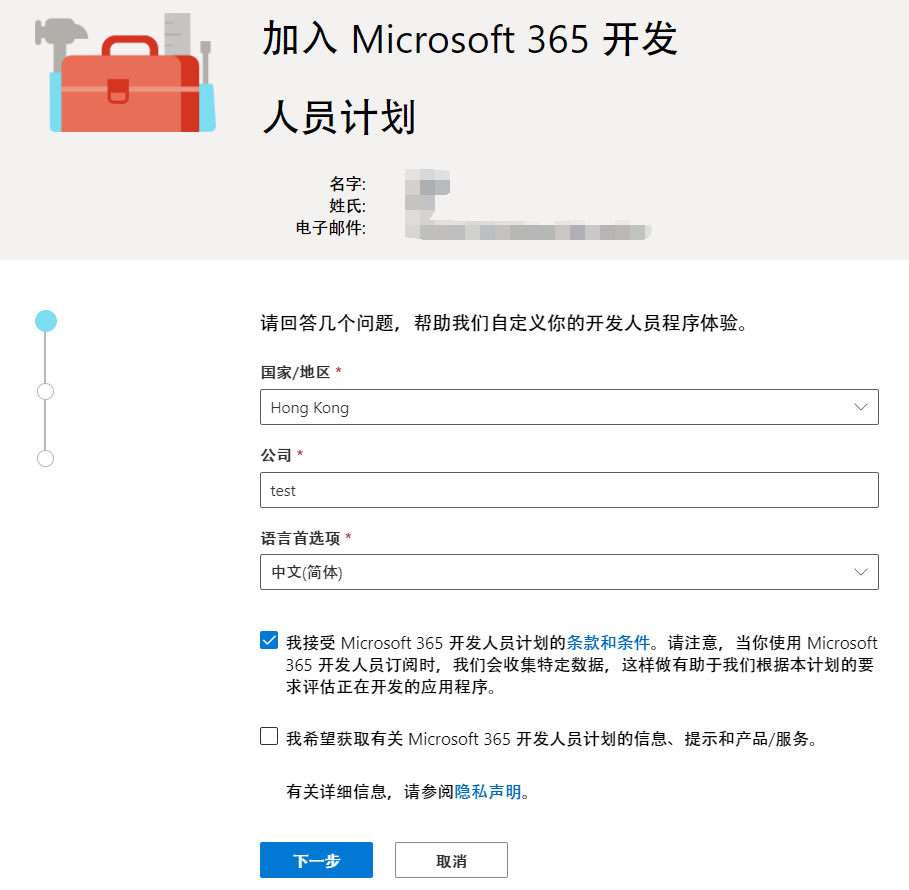 加入 Microsoft 365 开发
人员计划
名字:
姓氏:
电子邮件:
请回答几个问题，帮助我们自定义你的开发人员程序体验。
国家/地区 *
Hong Kong
公司 *
test
语言首选项 *
中文(简体)
我接受 Microsoft 365 开发人员计划的条款和条件。请注意，当你使用 Microsoft
365 开发人员订阅时，我们会收集特定数据，这样做有助于我们根据本计划的要
求评估正在开发的应用程序。
我希望获取有关 Microsoft 365 开发人员计划的信息、提示和产品/服务。
有关详细信息，请参阅隐私声明。
下一步
取消